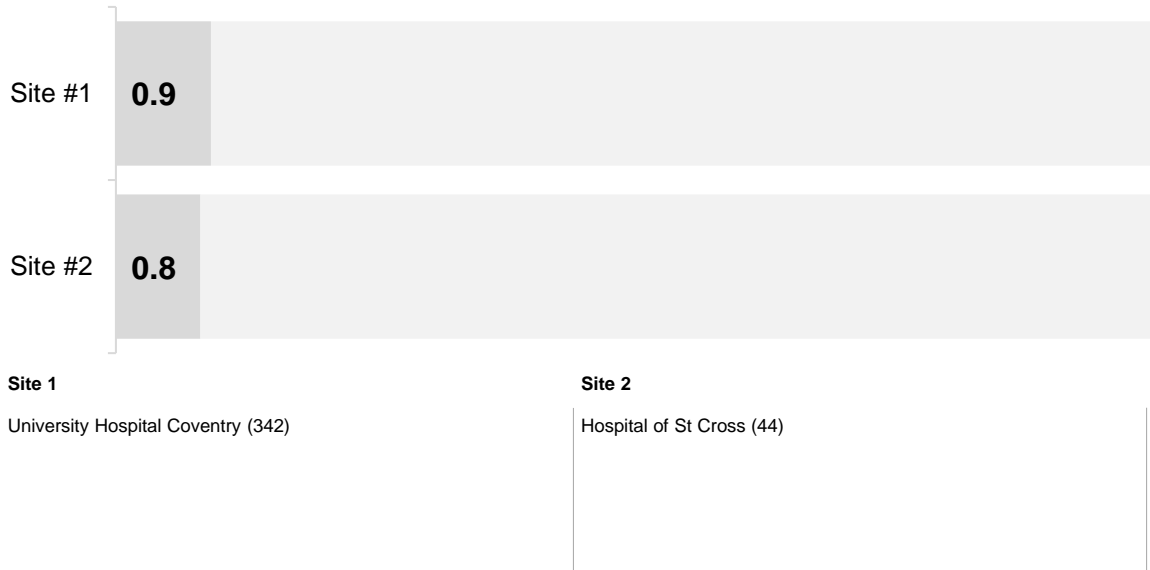 Site #1 0.9
Site #2 0.8
Site 1 Site 2
University Hospital Coventry (342) Hospital of St Cross (44)